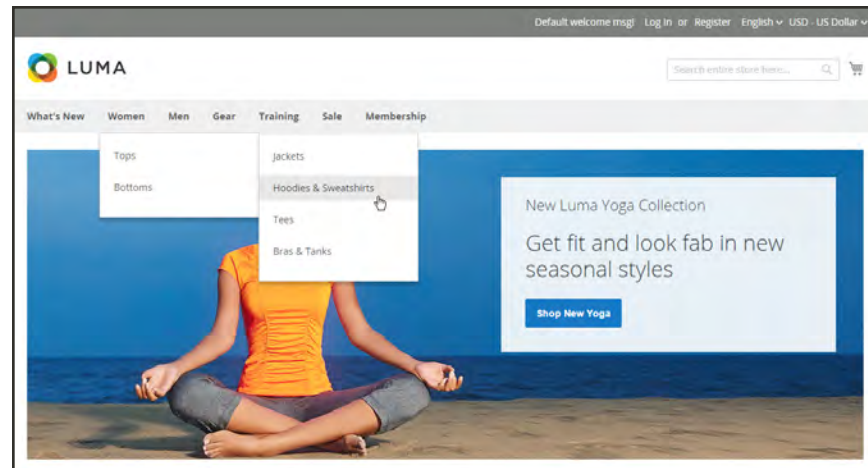 Default welcome msg! Log In or Register English USD - US Dollar
LUMA
Search entire store here...
What's New Women Men Gear Training Sale Membership
Tops
Bottoms
Jackets
Hoodies & Sweatshirts
Tees
Bras & Tanks
New Luma Yoga Collection
Get fit and look fab in new
seasonal styles
Shop New Yoga